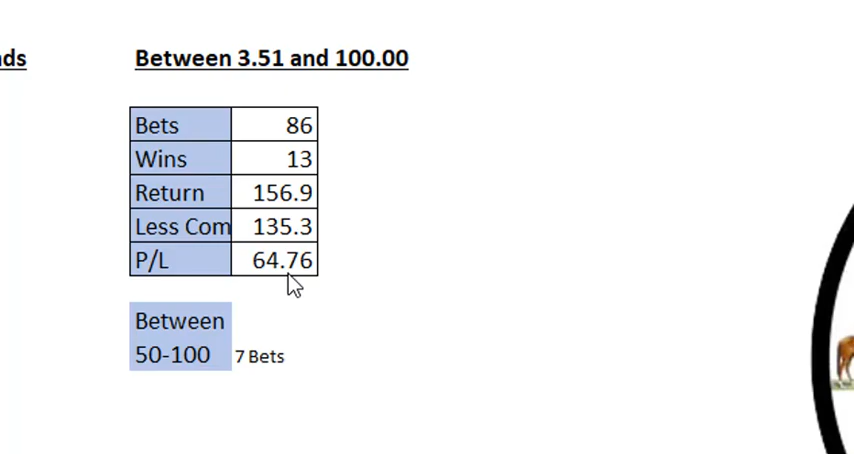 ds Between 3.51 and 100.00
Bets 86
Wins 13
Return 156.9
Less Com 135.3
P/L 64.76
Between
50-100 7 Bets